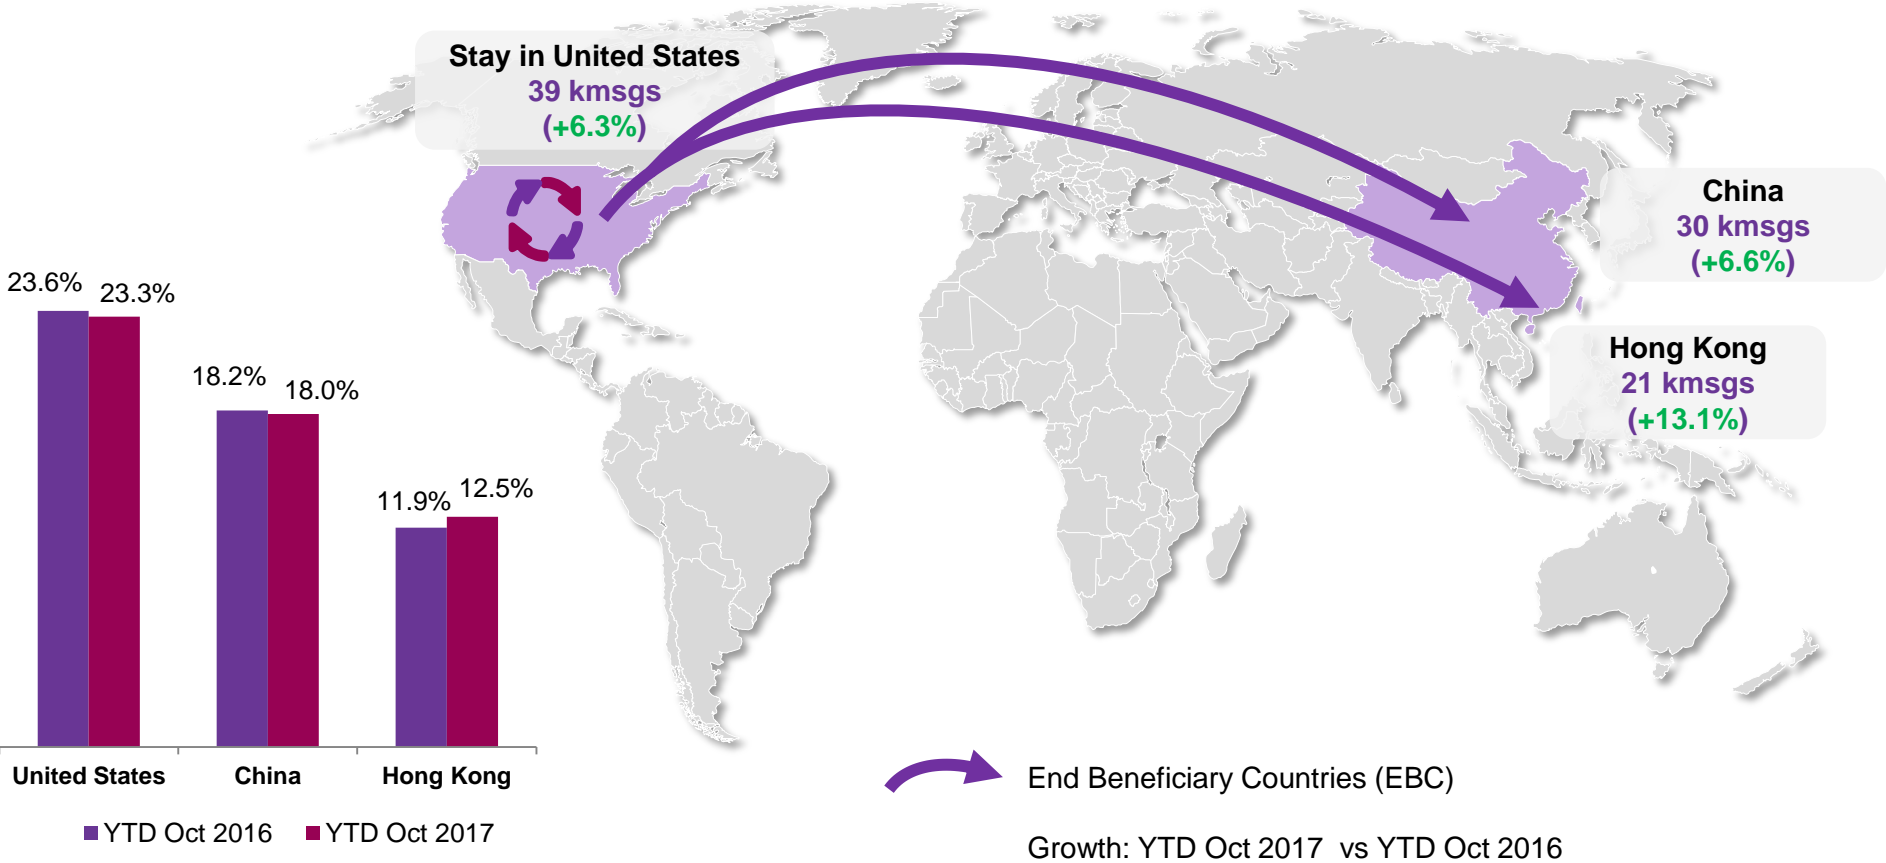 Stay in United States
39 kmsgs
(+6.3%)
China
30 kmsgs
(+6.6%)
Hong Kong
21 kmsgs
(+13.1%)
23.6%
23.3%
18.2%
18.0%
11.9%
12.5%
United States
China
Hong Kong
YTD Oct 2016
YTD Oct 2017
End Beneficiary Countries (EBC)
Growth: YTD Oct 2017  vs YTD Oct 2016